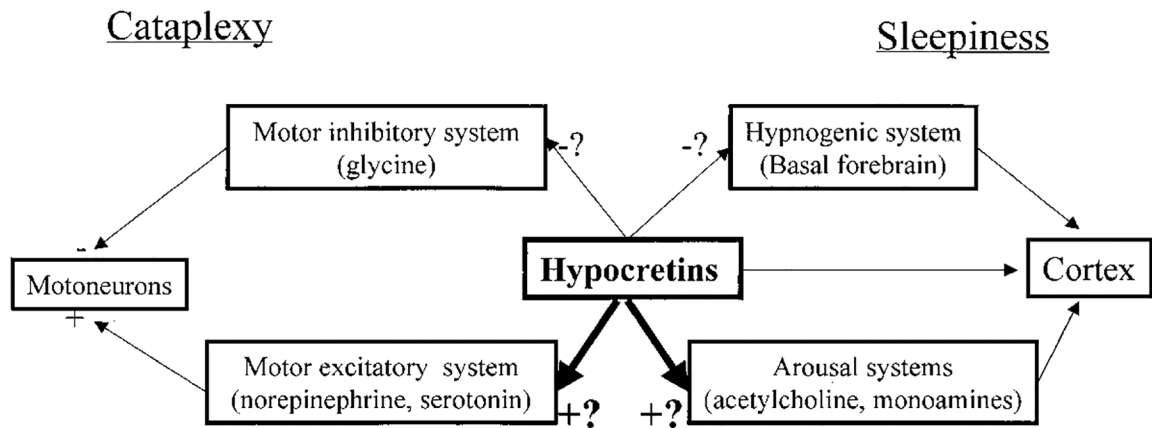 Cataplexy
Sleepiness
Motor inhibitory system
(glycine)
-?
-?
Hypnogenic system
(Basal forebrain)
-
Motoneurons
+
Hypocretins
Cortex
Motor excitatory system
(norepinephrine, serotonin)
+?
+?
Arousal systems
(acetylcholine, monoamines)